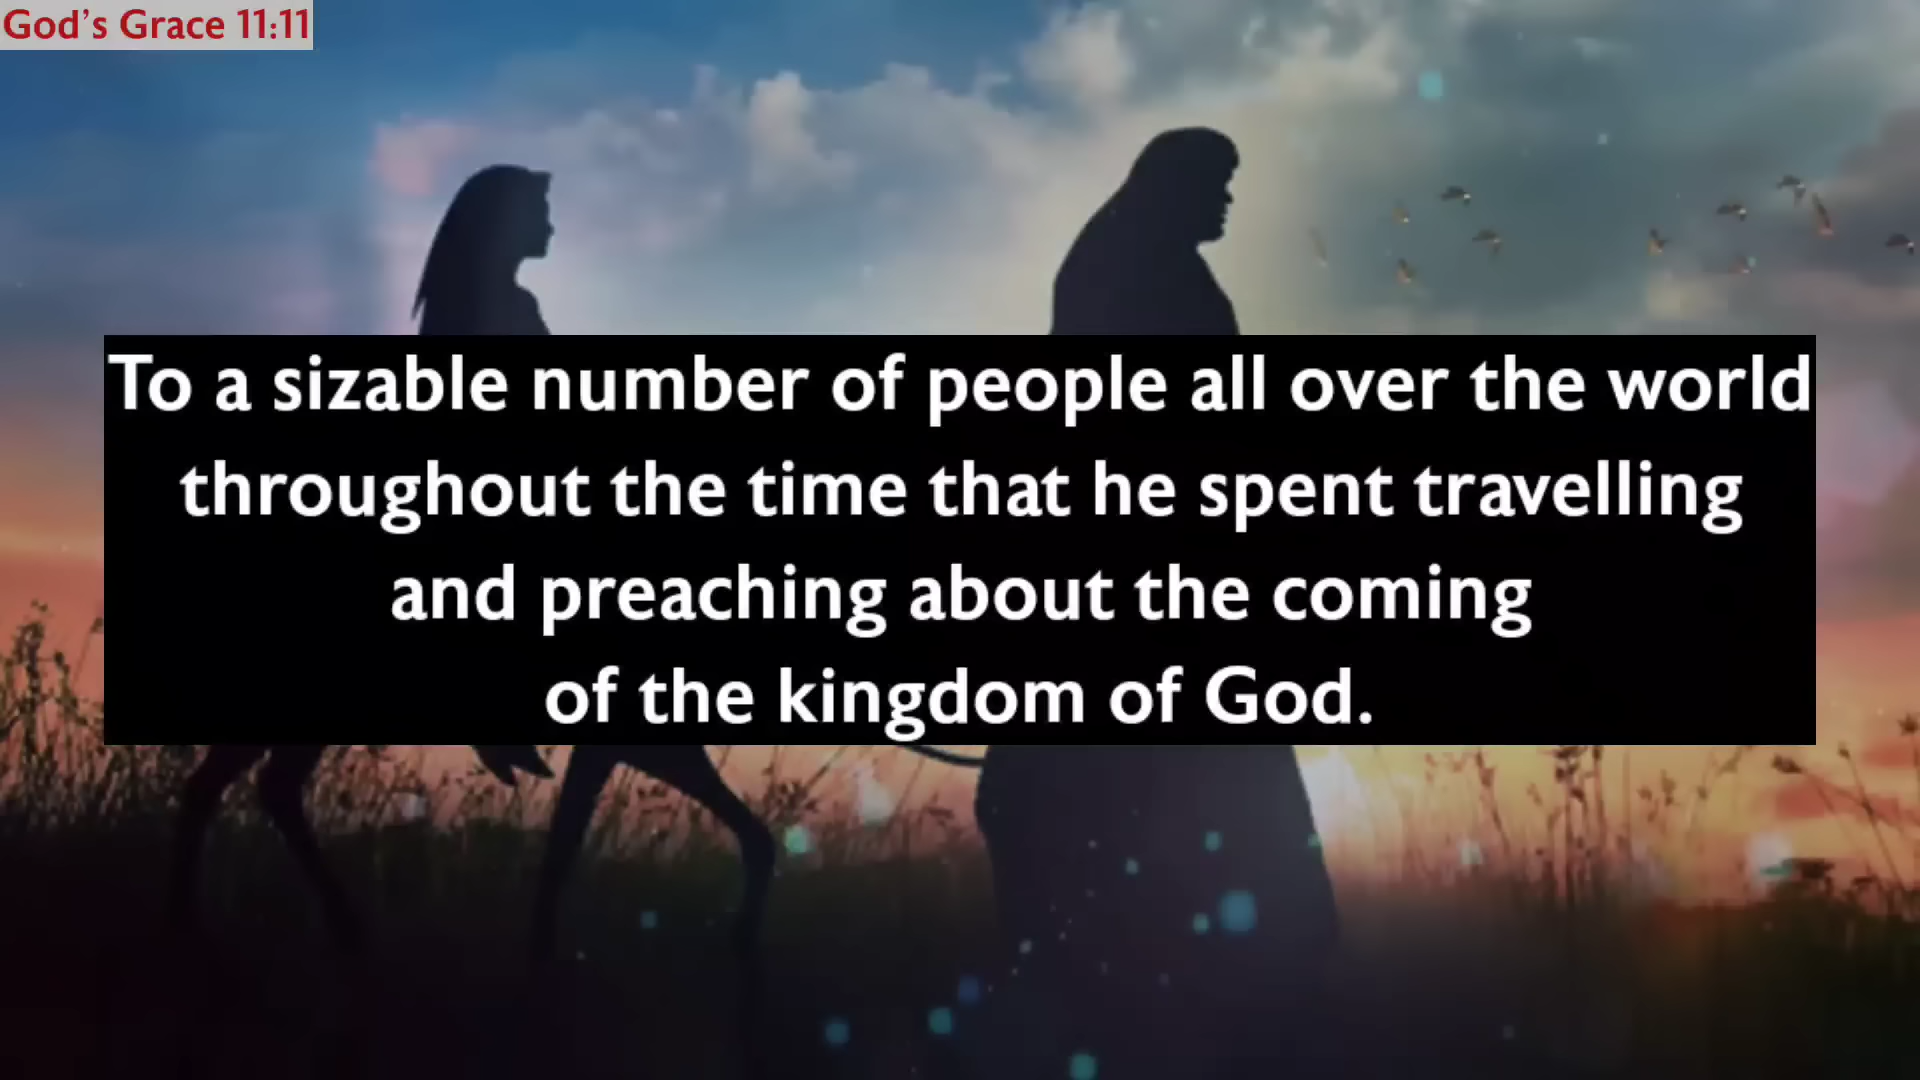 God's Grace 11:11
To a sizable number of people all over the world
throughout the time that he spent travelling
and preaching about the coming
of the kingdom of God.